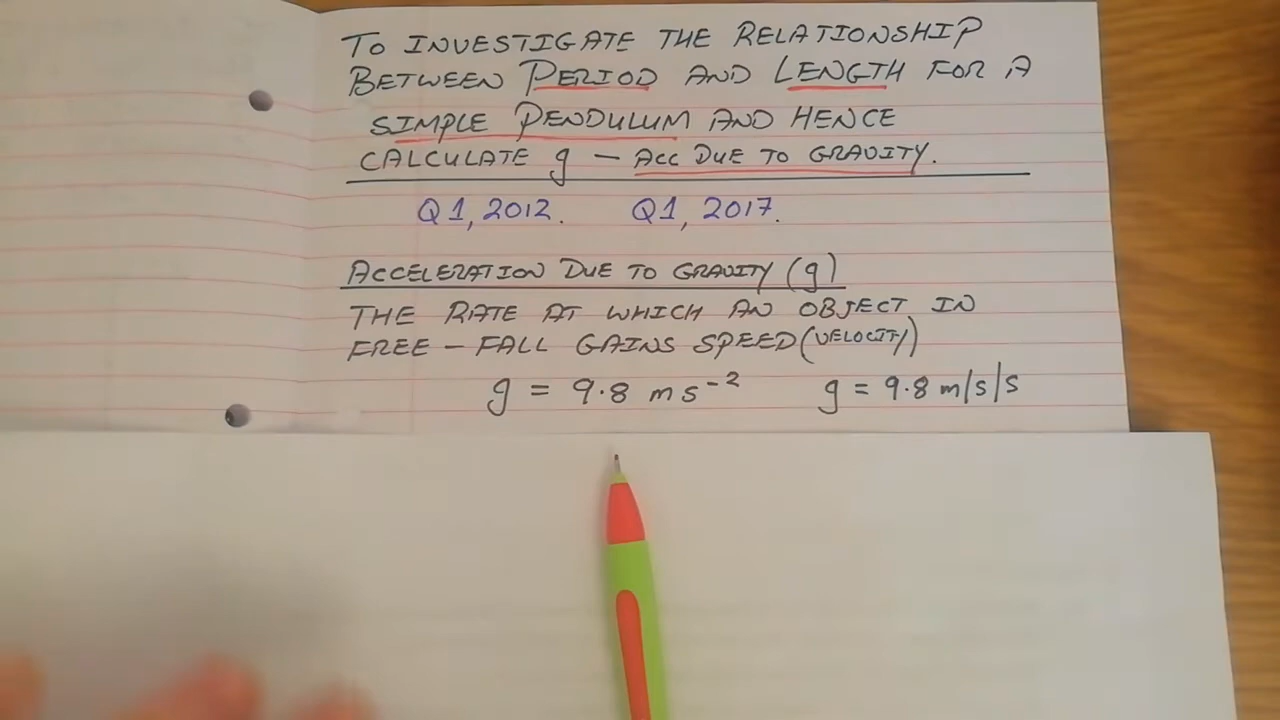 TO INVESTIGATE THE RELATIONSHIP
BETWEEN PERIOD AND LENGTH FOR A
SIMPLE PENDULUM AND HENCE
CALCULATE g – ACC DUE TO GRAVITY.
Q1, 2012. Q1, 2017.
ACCELERATION DUE TO GRAVITY (g)
THE RATE AT WHICH AN OBJECT IN
FREE-FALL GAINS SPEED (VELOCITY)
g = 9.8 ms⁻² g = 9.8 m/s/s